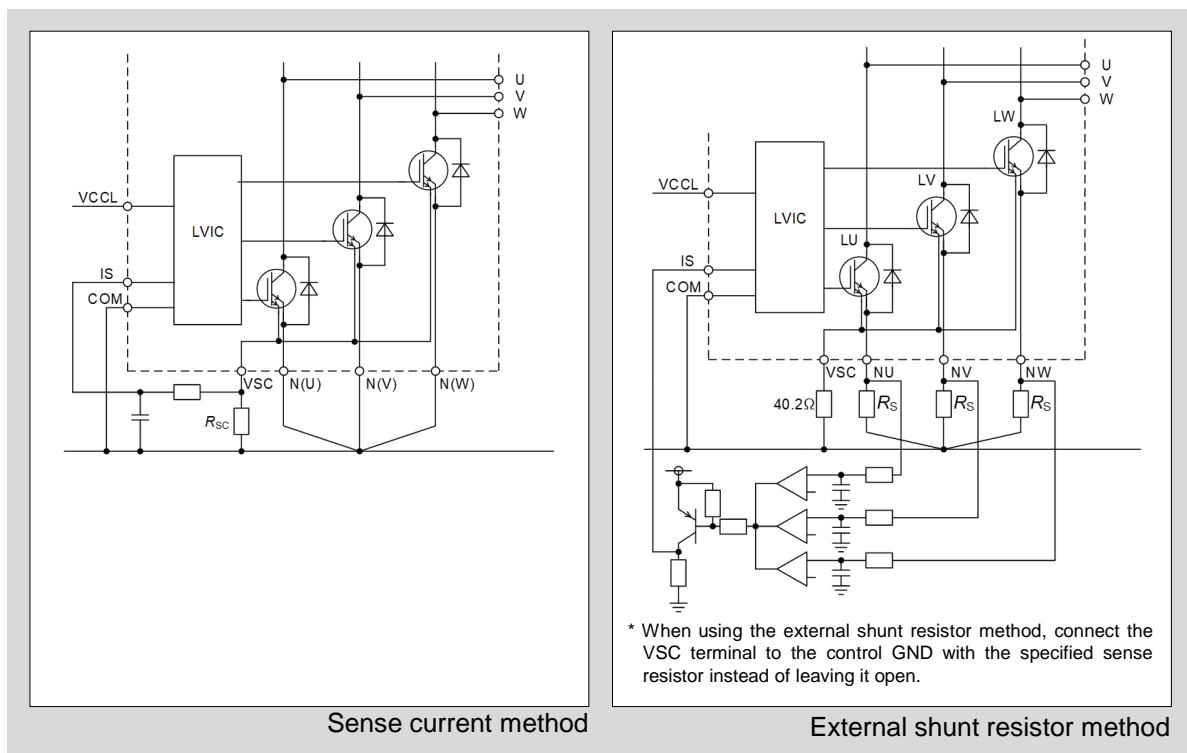 U
V
W
VCCL
LVIC
IS
COM
VSC
N(U)
N(V)
N(W)
RSC
Sense current method
U
V
W
LW
LV
VCCL
LVIC
LU
IS
COM
VSC
NU
NV
NW
40.2Ω
RS
RS
RS
* When using the external shunt resistor method, connect the
VSC terminal to the control GND with the specified sense
resistor instead of leaving it open.
External shunt resistor method